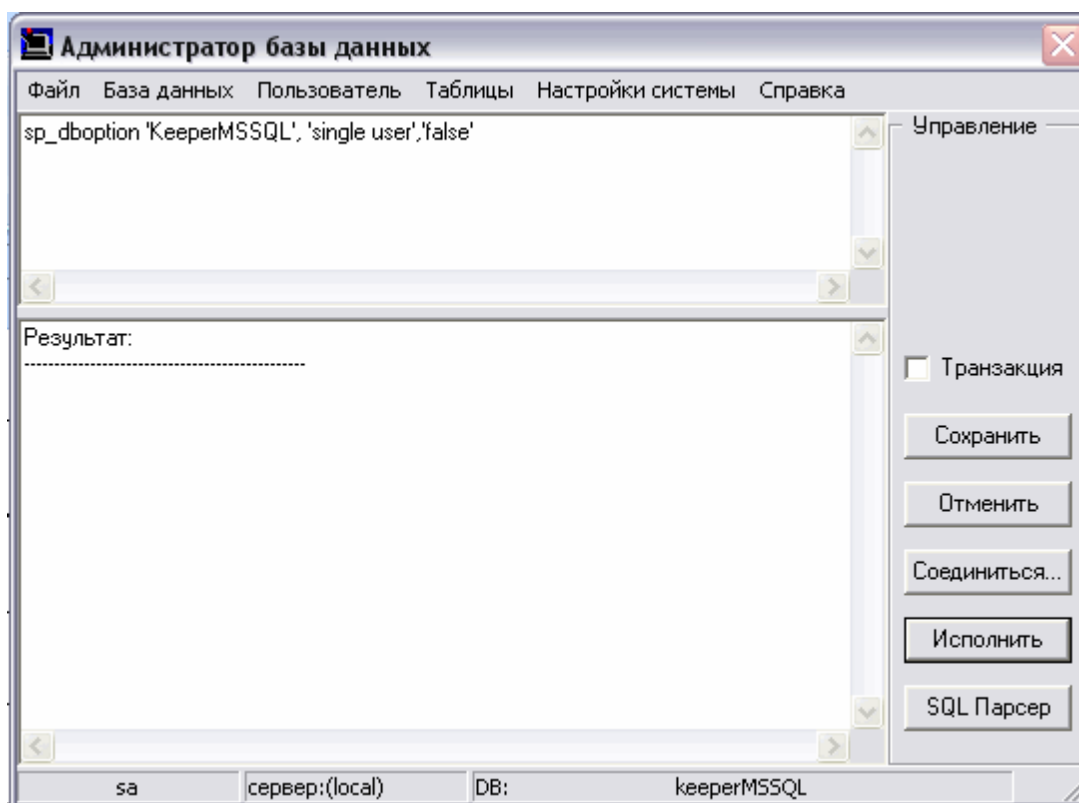 Администратор базы данных
Файл База данных Пользователь Таблицы Настройки системы Справка
sp_dboption 'KeeperMSSQL', 'single user','false'
Управление
Результат:
-----------------------------------------------
Транзакция
Сохранить
Отменить
Соединиться...
Исполнить
SQL Парсер
sa сервер:(local) DB: keeperMSSQL